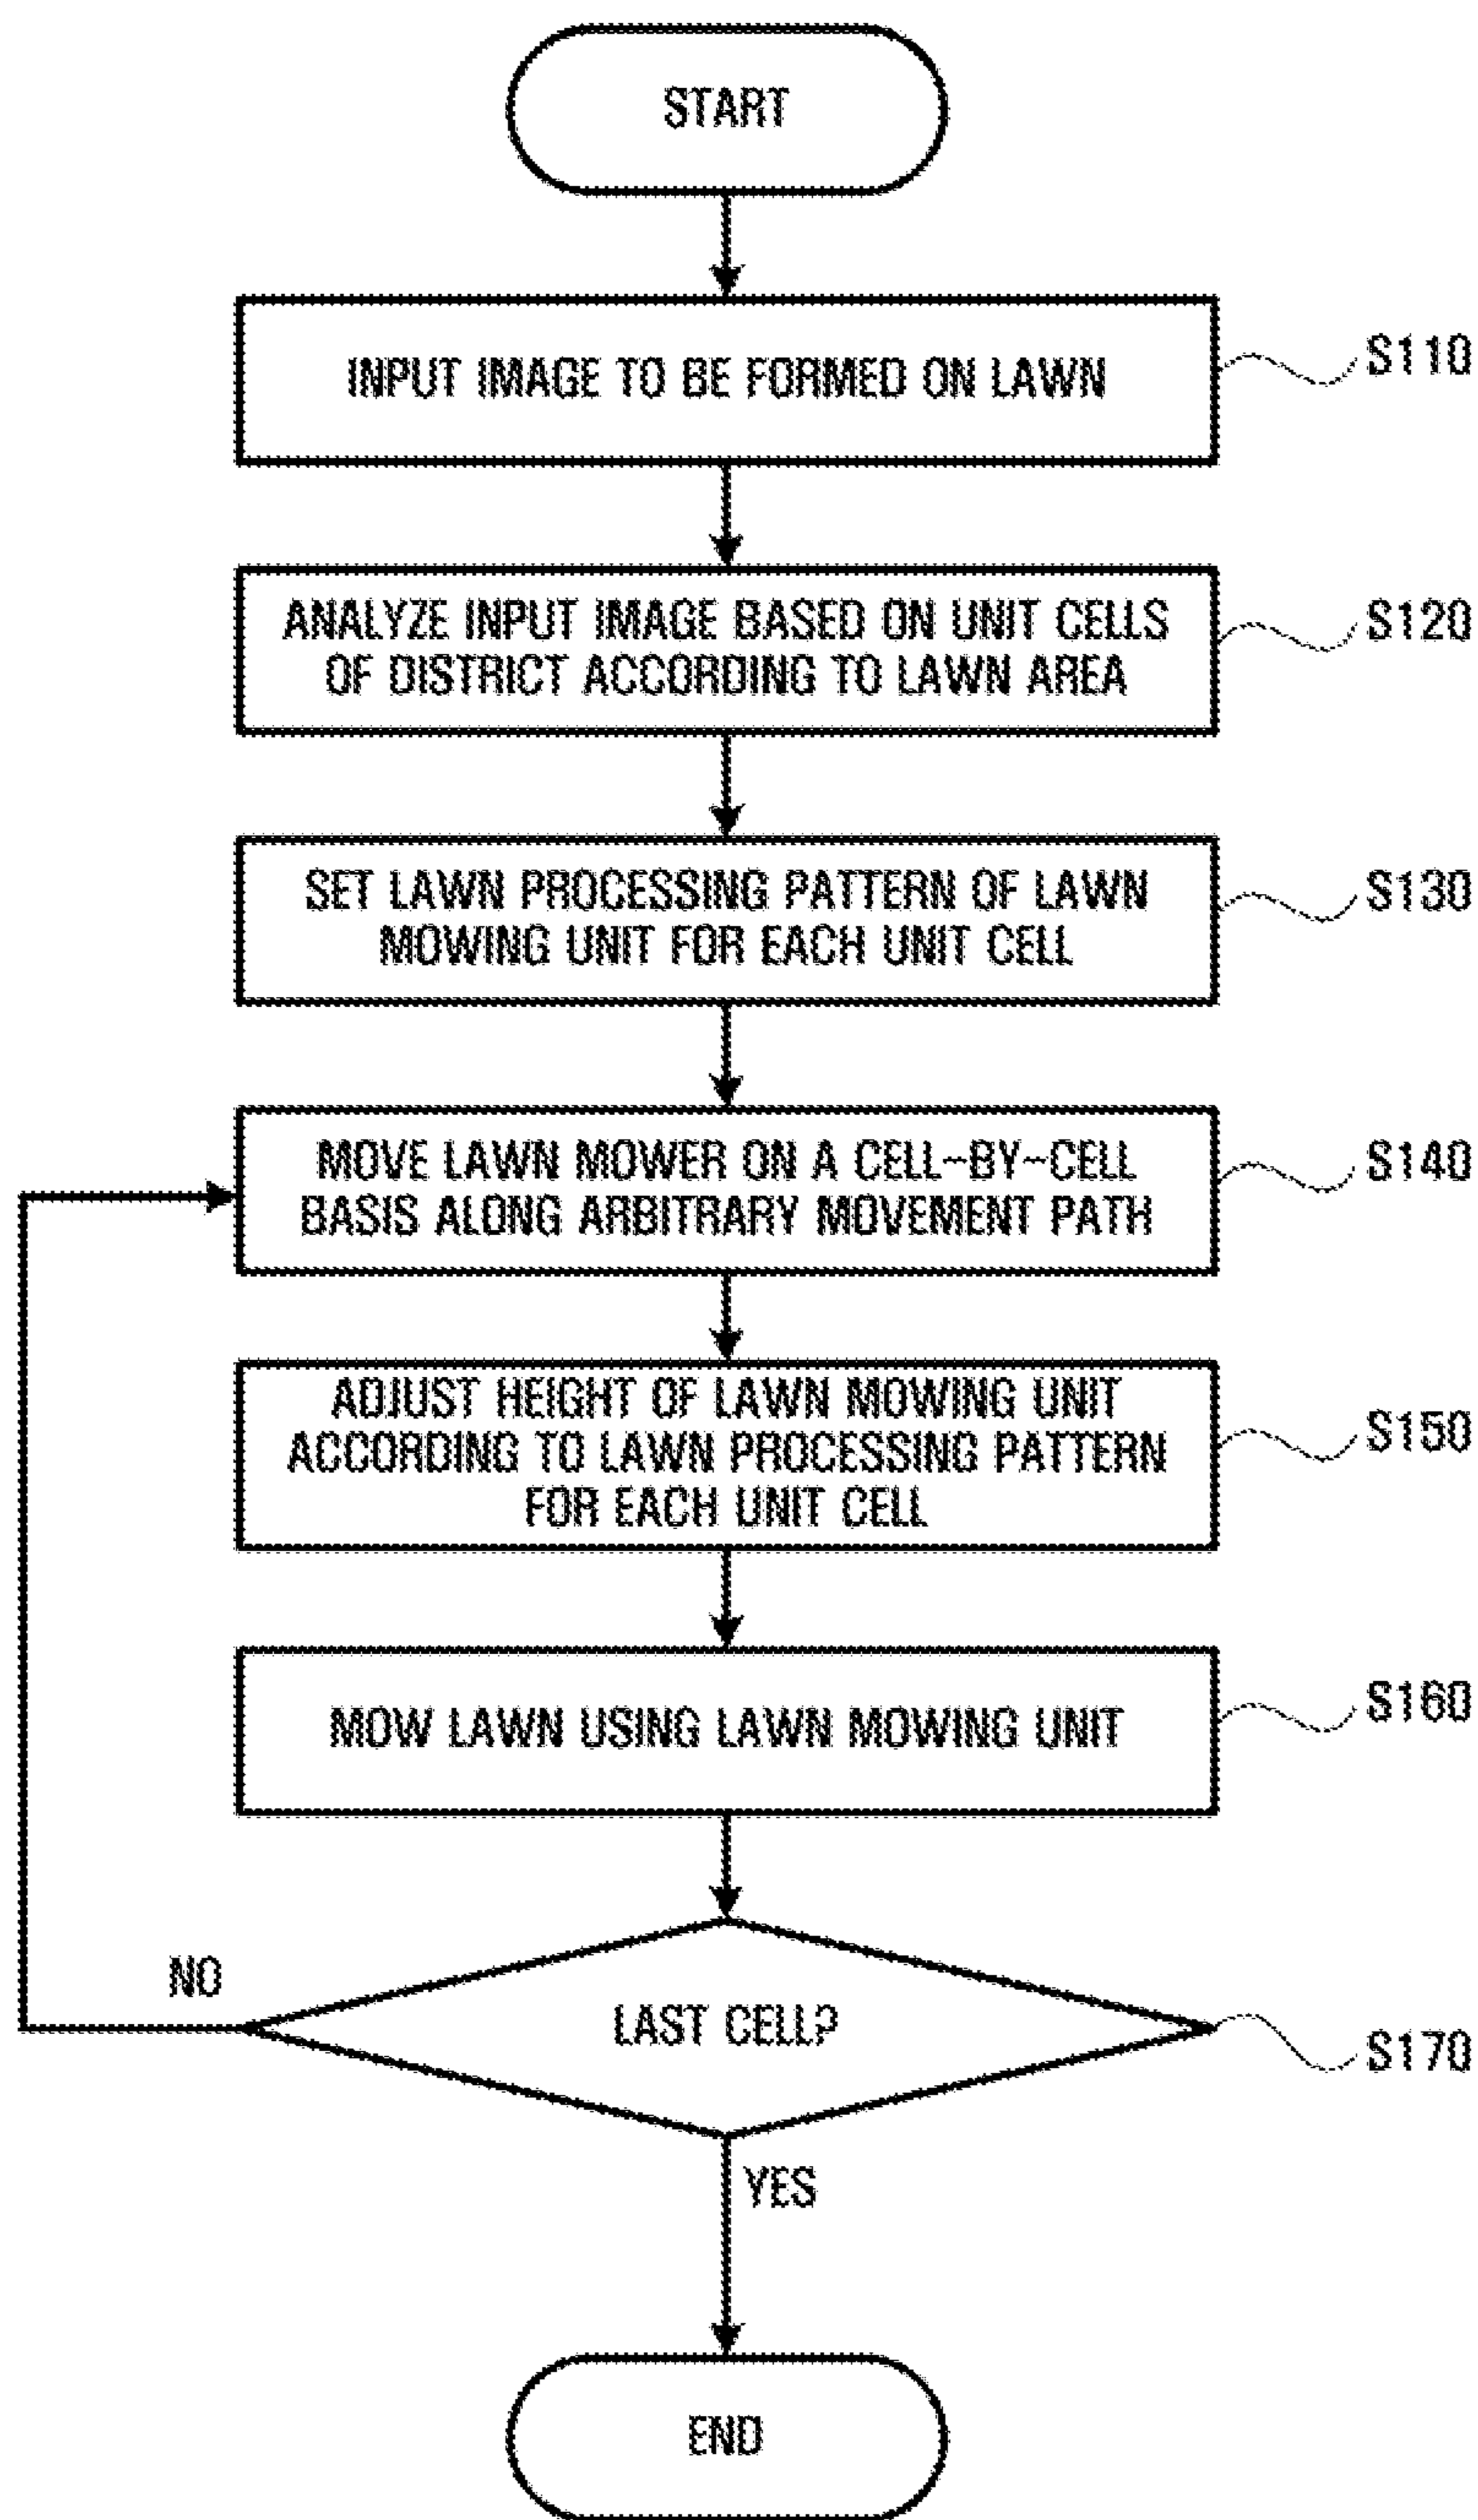 START
INPUT IMAGE TO BE FORMED ON LAWN
S110
ANALYZE INPUT IMAGE BASED ON UNIT CELLS
OF DISTRICT ACCORDING TO LAWN AREA
S120
SET LAWN PROCESSING PATTERN OF LAWN
MOWING UNIT FOR EACH UNIT CELL
S130
MOVE LAWN MOWER ON A CELL-BY-CELL
BASIS ALONG ARBITRARY MOVEMENT PATH
S140
ADJUST HEIGHT OF LAWN MOWING UNIT
ACCORDING TO LAWN PROCESSING PATTERN
FOR EACH UNIT CELL
S150
MOW LAWN USING LAWN MOWING UNIT
S160
NO
LAST CELL?
S170
YES
END